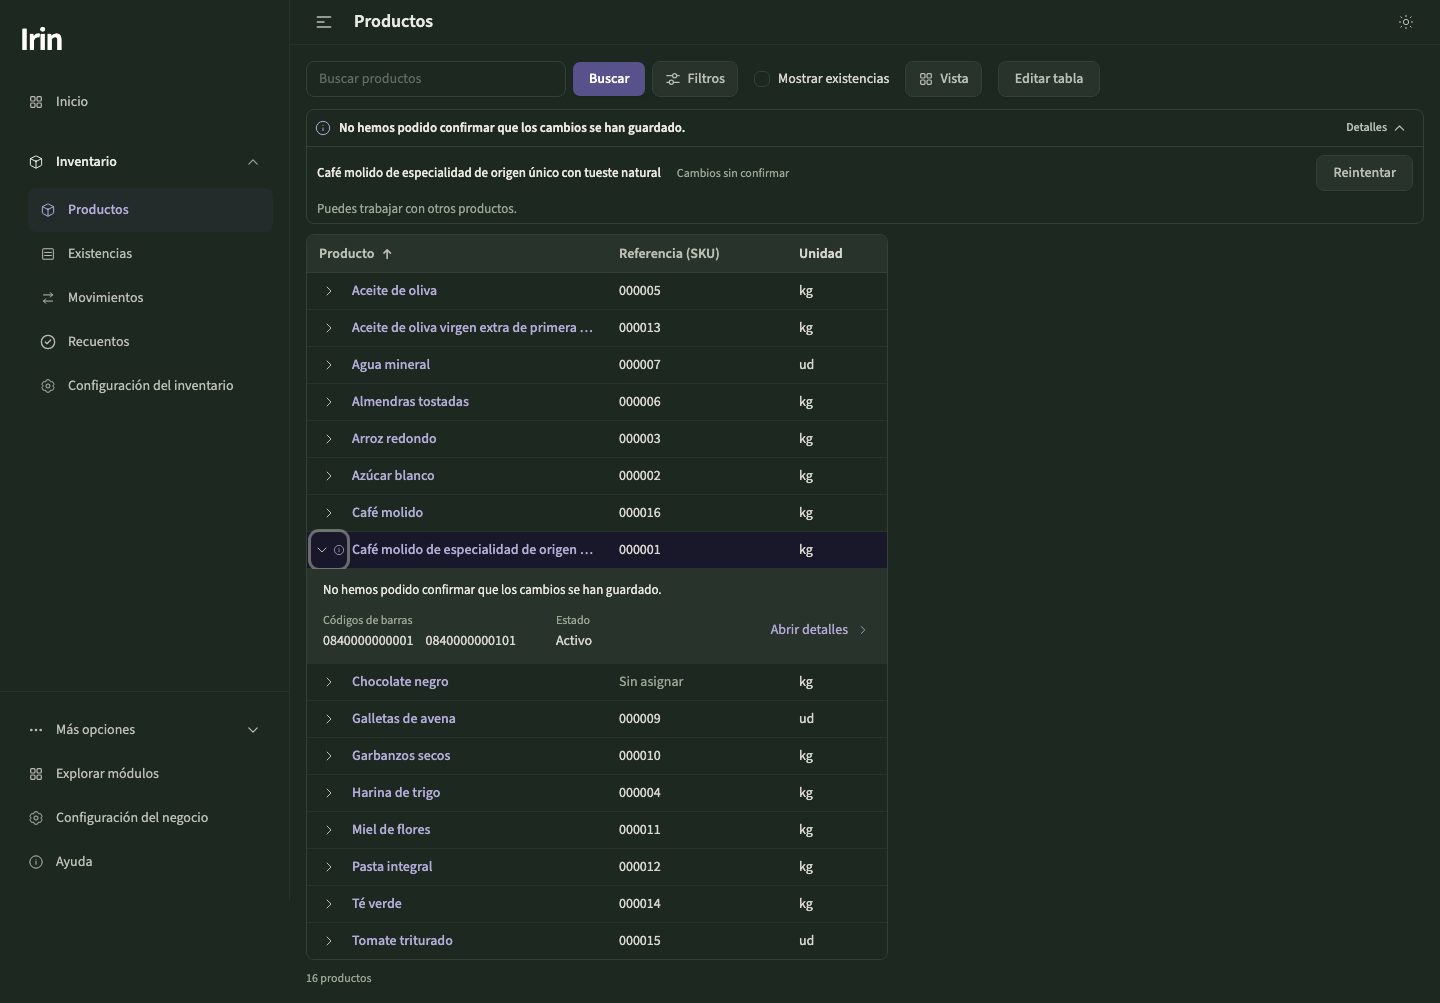 Irin
Productos
Inicio
Inventario
Productos
Existencias
Movimientos
Recuentos
Configuración del inventario
Más opciones
Explorar módulos
Configuración del negocio
Ayuda
Buscar productos
Buscar
Filtros
Mostrar existencias
Vista
Editar tabla
No hemos podido confirmar que los cambios se han guardado.
Detalles
Café molido de especialidad de origen único con tueste natural
Cambios sin confirmar
Reintentar
Puedes trabajar con otros productos.
Producto Referencia (SKU) Unidad
Aceite de oliva 000005 kg
Aceite de oliva virgen extra de primera ... 000013 kg
Agua mineral 000007 ud
Almendras tostadas 000006 kg
Arroz redondo 000003 kg
Azúcar blanco 000002 kg
Café molido 000016 kg
Café molido de especialidad de origen ... 000001 kg
No hemos podido confirmar que los cambios se han guardado.
Códigos de barras Estado
0840000000001 0840000000101 Activo
Abrir detalles
Chocolate negro Sin asignar kg
Galletas de avena 000009 ud
Garbanzos secos 000010 kg
Harina de trigo 000004 kg
Miel de flores 000011 kg
Pasta integral 000012 kg
Té verde 000014 kg
Tomate triturado 000015 ud
16 productos